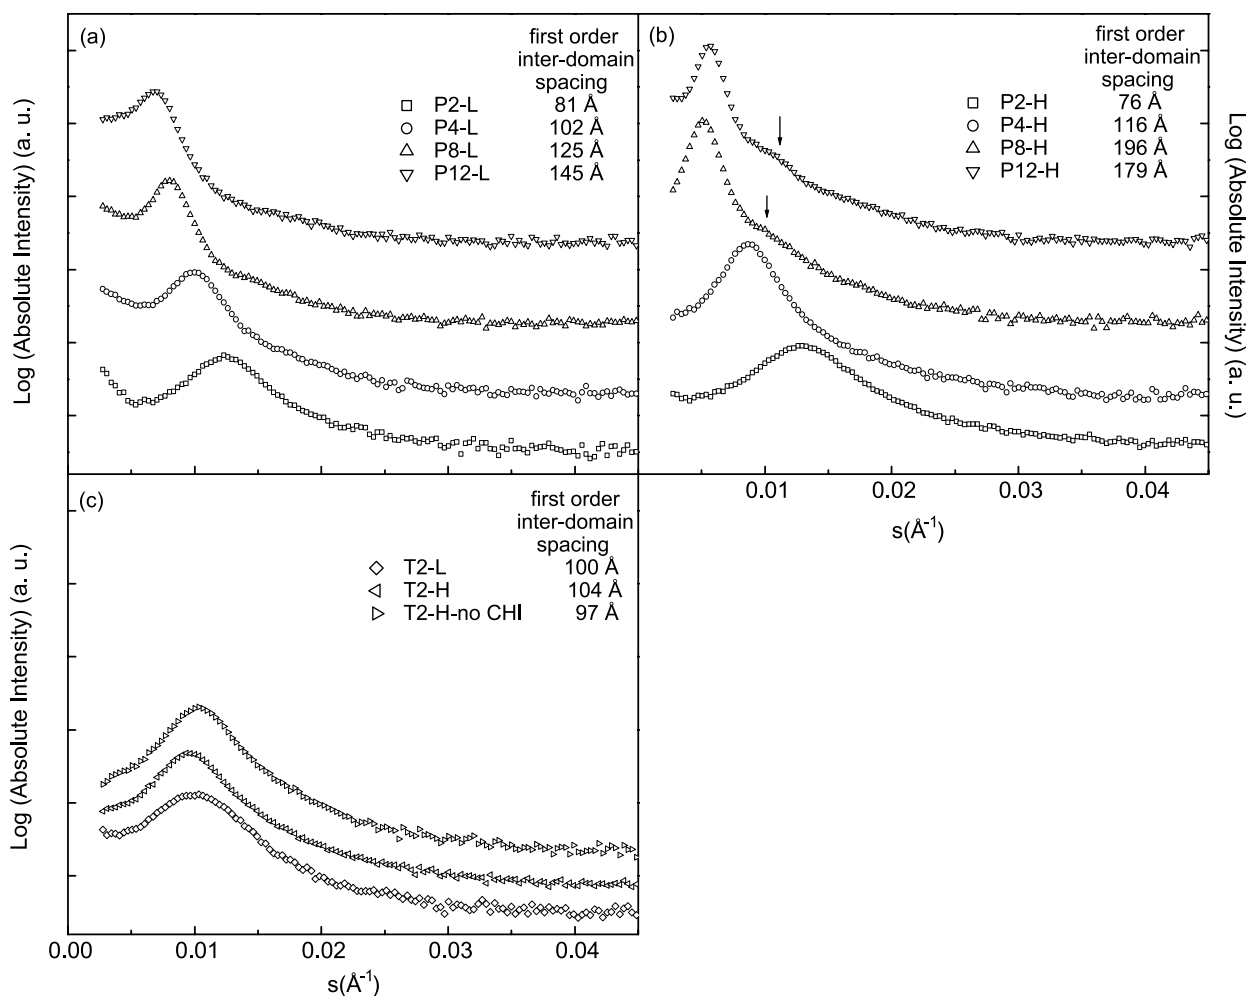 (a)
first order
inter-domain
spacing
P2-L 81 Å
P4-L 102 Å
P8-L 125 Å
P12-L 145 Å
Log (Absolute Intensity) (a. u.)
(b)
first order
inter-domain
spacing
P2-H 76 Å
P4-H 116 Å
P8-H 196 Å
P12-H 179 Å
Log (Absolute Intensity) (a. u.)
0.01 0.02 0.03 0.04
s(Å⁻¹)
(c)
first order
inter-domain
spacing
T2-L 100 Å
T2-H 104 Å
T2-H-no CHI 97 Å
Log (Absolute Intensity) (a. u.)
0.00 0.01 0.02 0.03 0.04
s(Å⁻¹)